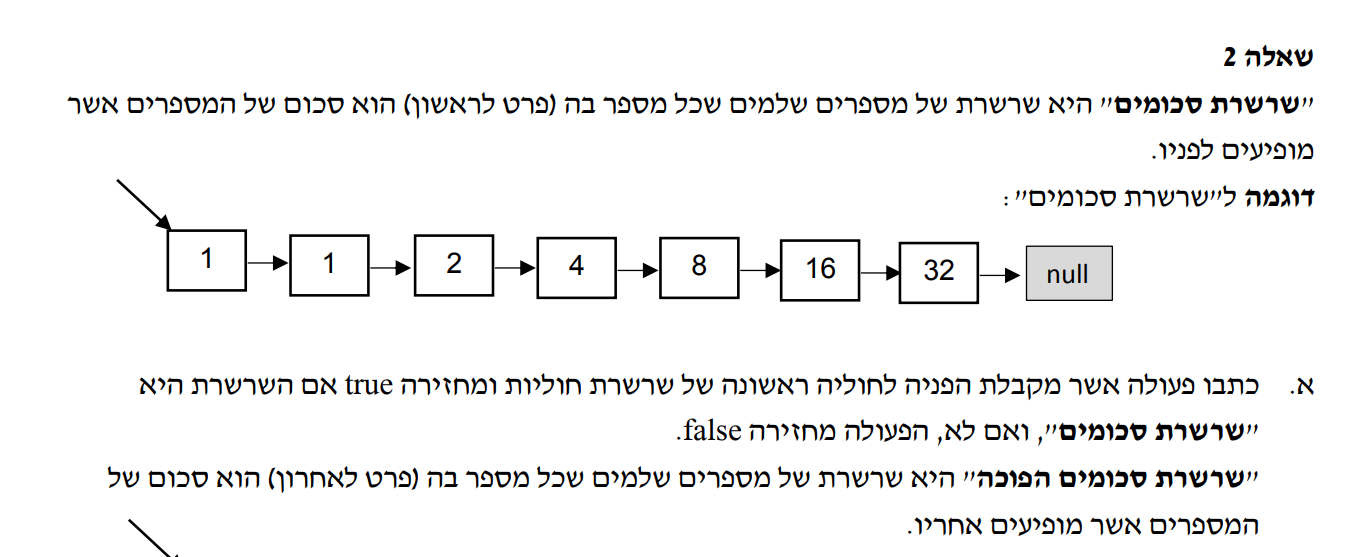 שאלה 2
"שרשרת סכומים" היא שרשרת של מספרים שלמים שכל מספר בה (פרט לראשון) הוא סכום של המספרים אשר
מופיעים לפניו.
דוגמה ל"שרשרת סכומים":
1 1 2 4 8 16 32 null
א. כתבו פעולה אשר מקבלת הפניה לחוליה ראשונה של שרשרת חוליות ומחזירה true אם השרשרת היא
"שרשרת סכומים", ואם לא, הפעולה מחזירה false.
"שרשרת סכומים הפוכה" היא שרשרת של מספרים שלמים שכל מספר בה (פרט לאחרון) הוא סכום של
המספרים אשר מופיעים אחריו.